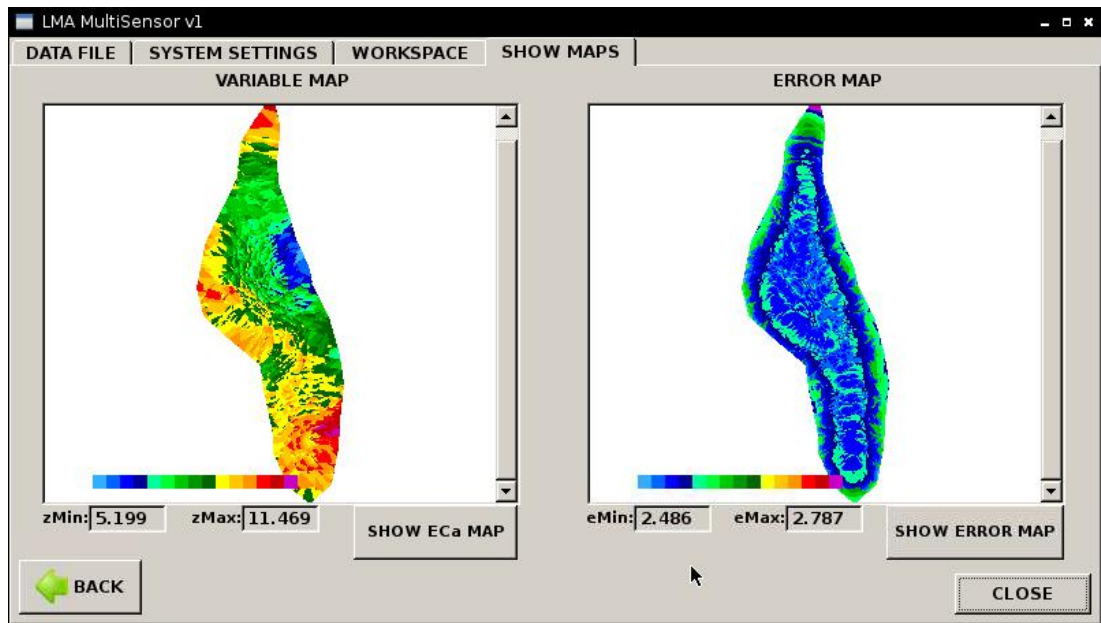 LMA MultiSensor v1
DATA FILE SYSTEM SETTINGS WORKSPACE SHOW MAPS
VARIABLE MAP ERROR MAP
zMin: 5.199 zMax: 11.469 SHOW ECa MAP eMin: 2.486 eMax: 2.787 SHOW ERROR MAP
BACK CLOSE